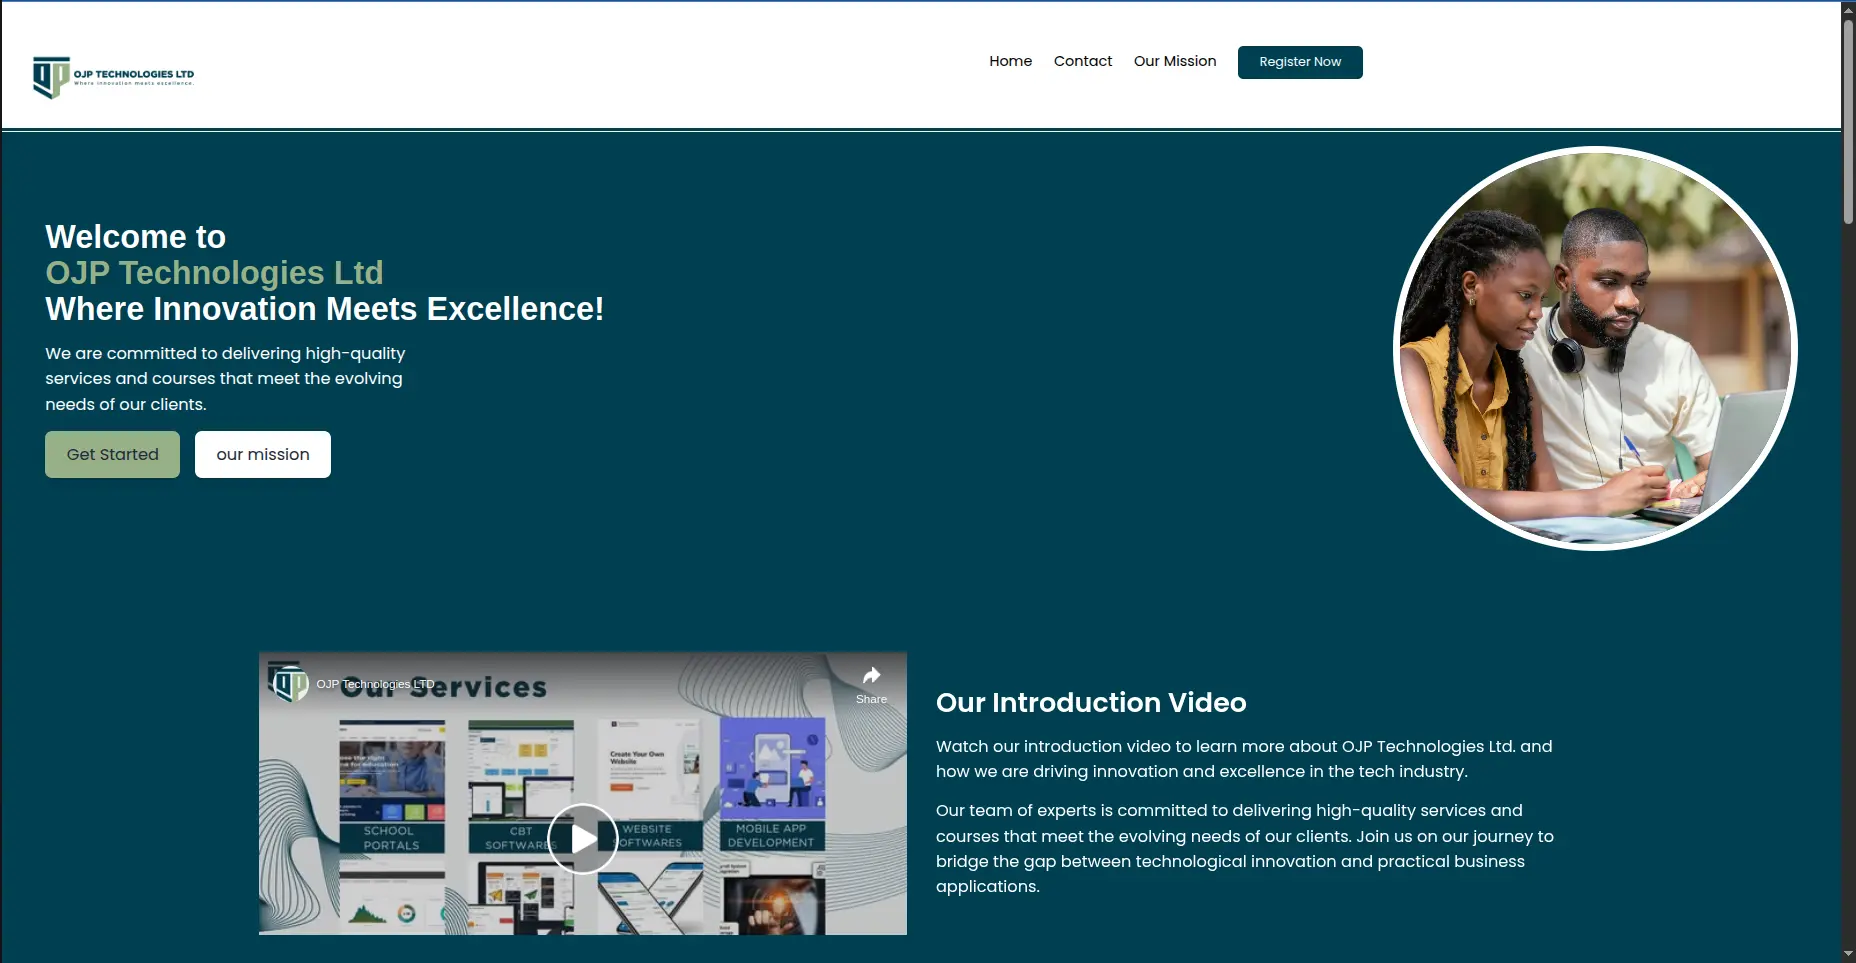 OJP TECHNOLOGIES LTD
Where innovation meets excellence.
Home
Contact
Our Mission
Register Now
Welcome to
OJP Technologies Ltd
Where Innovation Meets Excellence!
We are committed to delivering high-quality
services and courses that meet the evolving
needs of our clients.
Get Started
our mission
OJP Technologies LTD
Our Services
Share
Create Your Own
Website
SCHOOL
PORTALS
CBT
SOFTWARES
WEBSITE
SOFTWARES
MOBILE APP
DEVELOPMENT
Our Introduction Video
Watch our introduction video to learn more about OJP Technologies Ltd. and
how we are driving innovation and excellence in the tech industry.
Our team of experts is committed to delivering high-quality services and
courses that meet the evolving needs of our clients. Join us on our journey to
bridge the gap between technological innovation and practical business
applications.